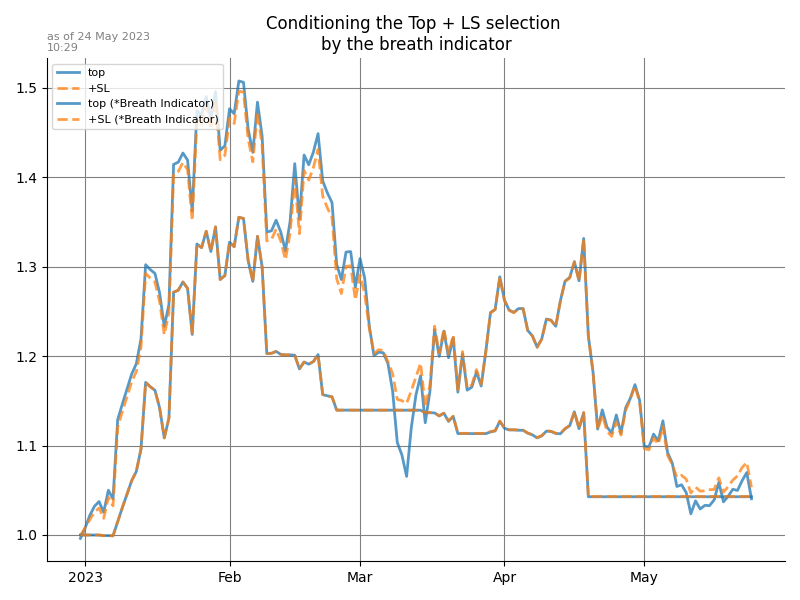 Conditioning the Top + LS selection
by the breath indicator
as of 24 May 2023
10:29
top
+SL
top (*Breath Indicator)
+SL (*Breath Indicator)
1.5
1.4
1.3
1.2
1.1
1.0
2023 Feb Mar Apr May